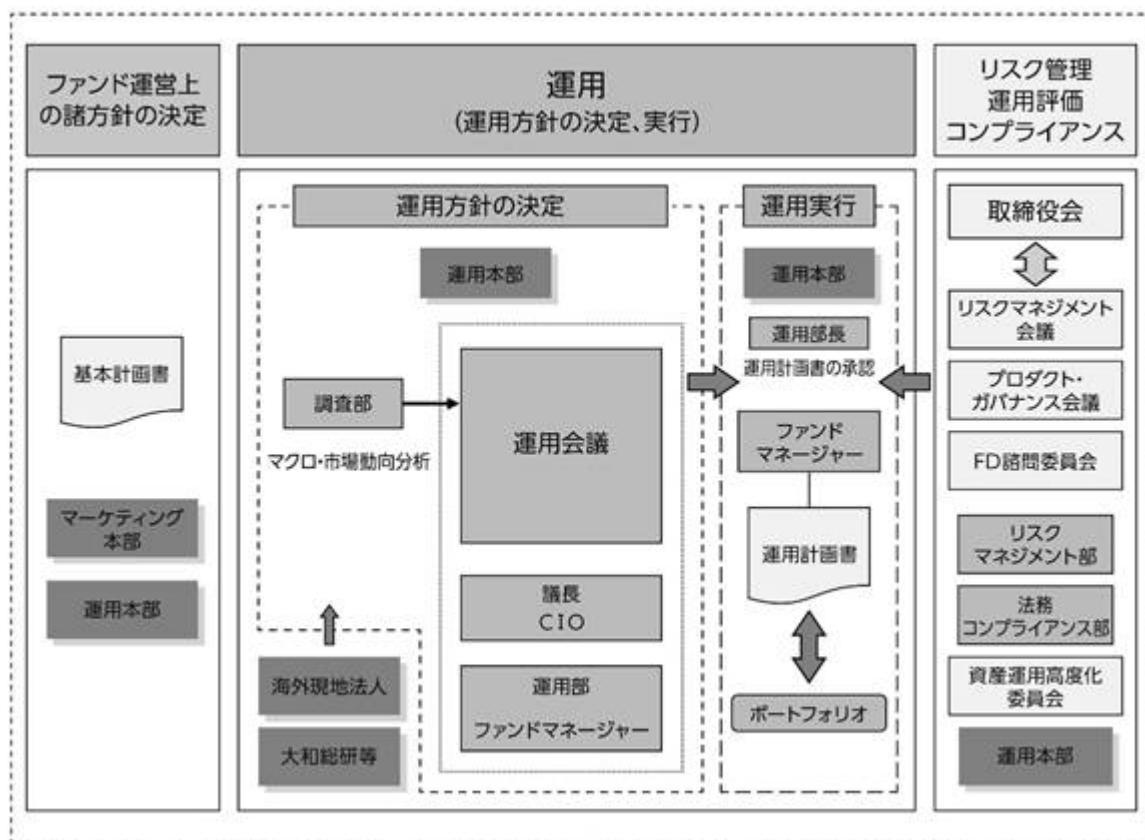 ファンド運営上
の諸方針の決定
運用
(運用方針の決定、実行)
リスク管理
運用評価
コンプライアンス
基本計画書
マーケティング
本部
運用本部
運用方針の決定
運用本部
調査部
マクロ・市場動向分析
運用会議
議長
CIO
運用部
ファンドマネージャー
海外現地法人
大和総研等
運用実行
運用本部
運用部長
運用計画書の承認
ファンド
マネージャー
運用計画書
ポートフォリオ
取締役会
リスクマネジメント
会議
プロダクト・
ガバナンス会議
FD諮問委員会
リスク
マネジメント部
法務
コンプライアンス部
資産運用高度化
委員会
運用本部